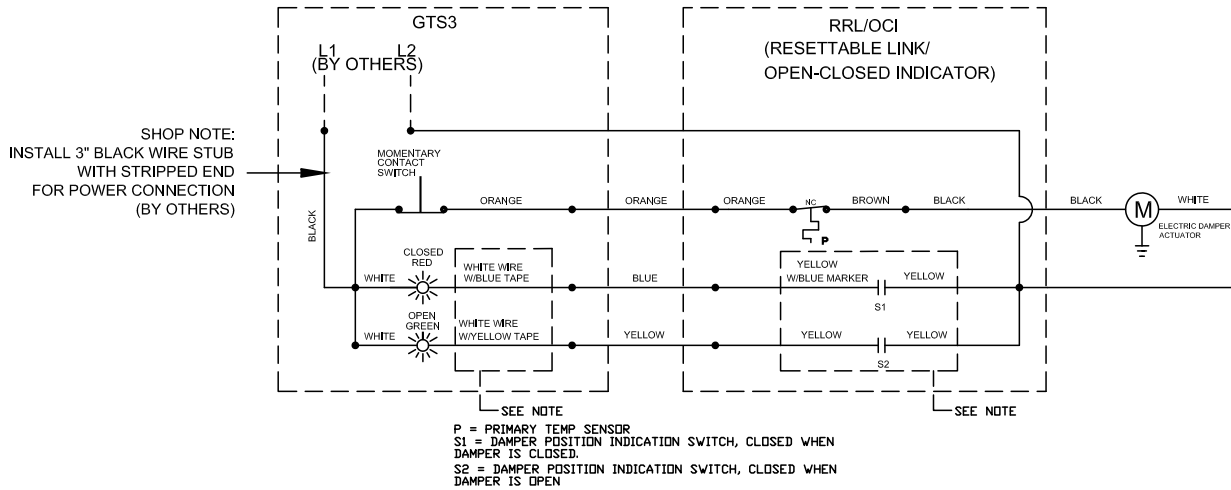 GTS3
L1 L2
(BY OTHERS)
RRL/OCI
(RESETTABLE LINK/
OPEN-CLOSED INDICATOR)
SHOP NOTE:
INSTALL 3" BLACK WIRE STUB
WITH STRIPPED END
FOR POWER CONNECTION
(BY OTHERS)
MOMENTARY
CONTACT
SWITCH
BLACK
ORANGE
ORANGE
ORANGE
NC
P
BROWN
BLACK
BLACK
M
WHITE
ELECTRIC DAMPER
ACTUATOR
CLOSED
RED
WHITE
WHITE WIRE
W/BLUE TAPE
BLUE
YELLOW
W/BLUE MARKER
YELLOW
S1
OPEN
GREEN
WHITE
WHITE WIRE
W/YELLOW TAPE
YELLOW
YELLOW
YELLOW
S2
SEE NOTE
SEE NOTE
P = PRIMARY TEMP SENSOR
S1 = DAMPER POSITION INDICATION SWITCH, CLOSED WHEN
DAMPER IS CLOSED.
S2 = DAMPER POSITION INDICATION SWITCH, CLOSED WHEN
DAMPER IS OPEN